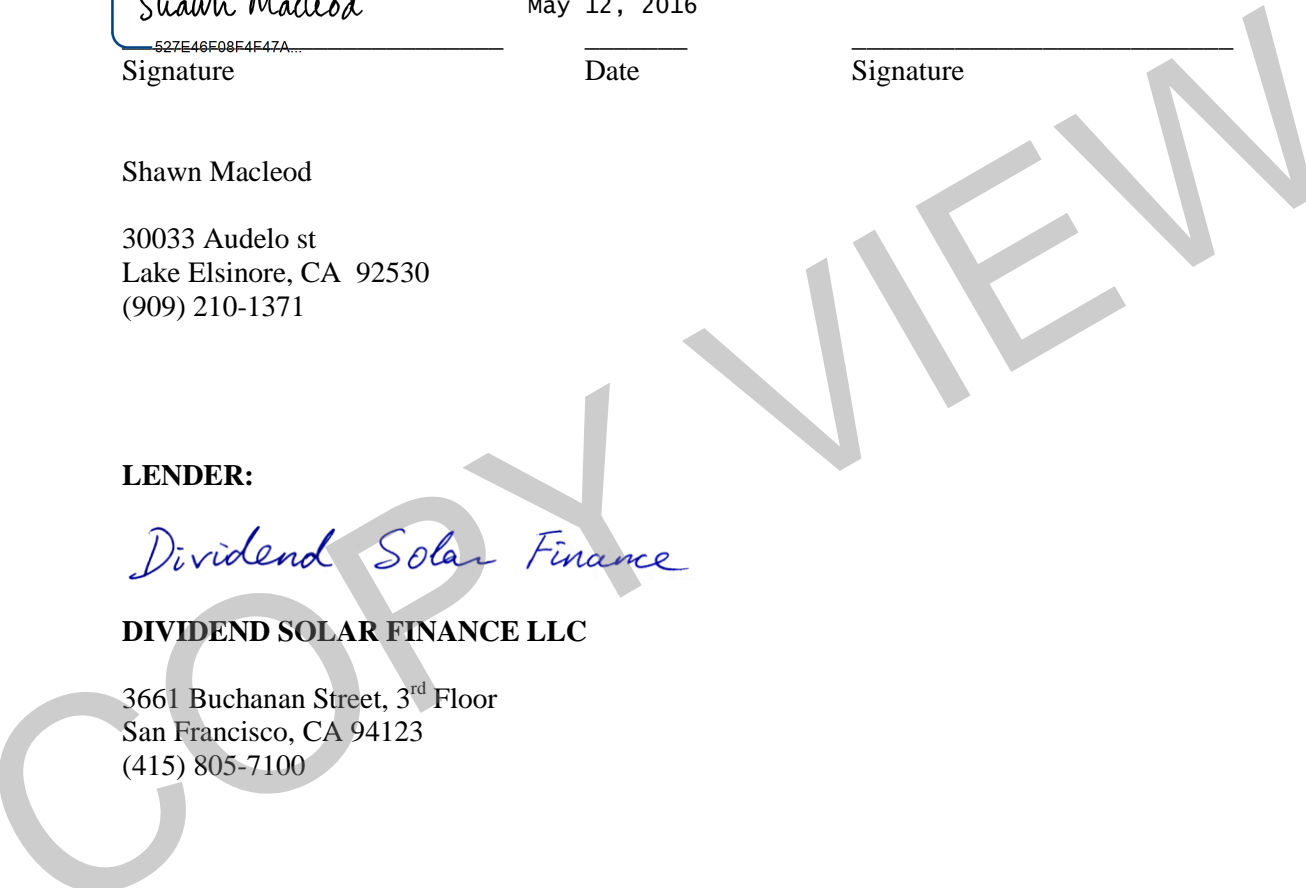 Shawn Macleod May 12, 2016
527E46F08F4F47A...
Signature Date Signature
Shawn Macleod
30033 Audelo st
Lake Elsinore, CA 92530
(909) 210-1371
LENDER:
Dividend Solar Finance
DIVIDEND SOLAR FINANCE LLC
3661 Buchanan Street, 3rd Floor
San Francisco, CA 94123
(415) 805-7100
COPY VIEW